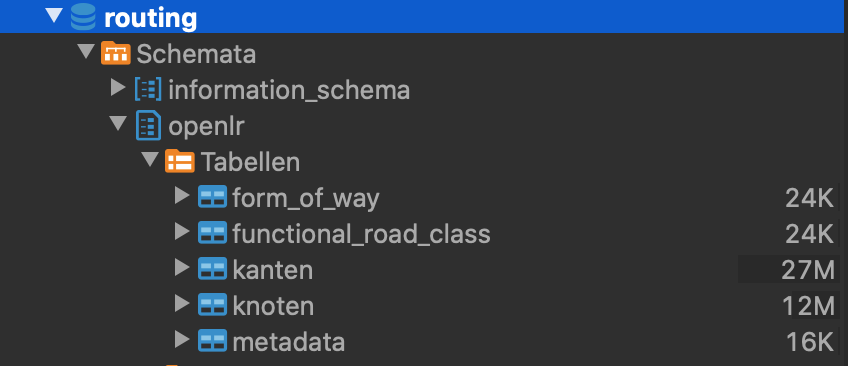 routing
Schemata
information_schema
openlr
Tabellen
form_of_way 24K
functional_road_class 24K
kanten 27M
knoten 12M
metadata 16K